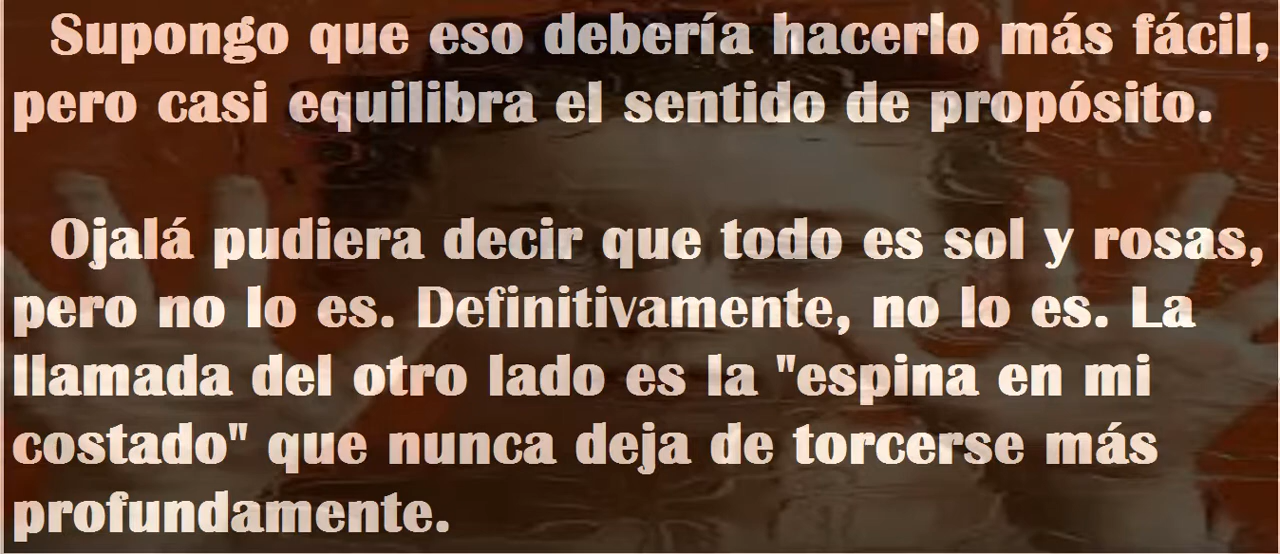 Supongo que eso debería hacerlo más fácil,
pero casi equilibra el sentido de propósito.
Ojalá pudiera decir que todo es sol y rosas,
pero no lo es. Definitivamente, no lo es. La
llamada del otro lado es la "espina en mi
costado" que nunca deja de torcerse más
profundamente.